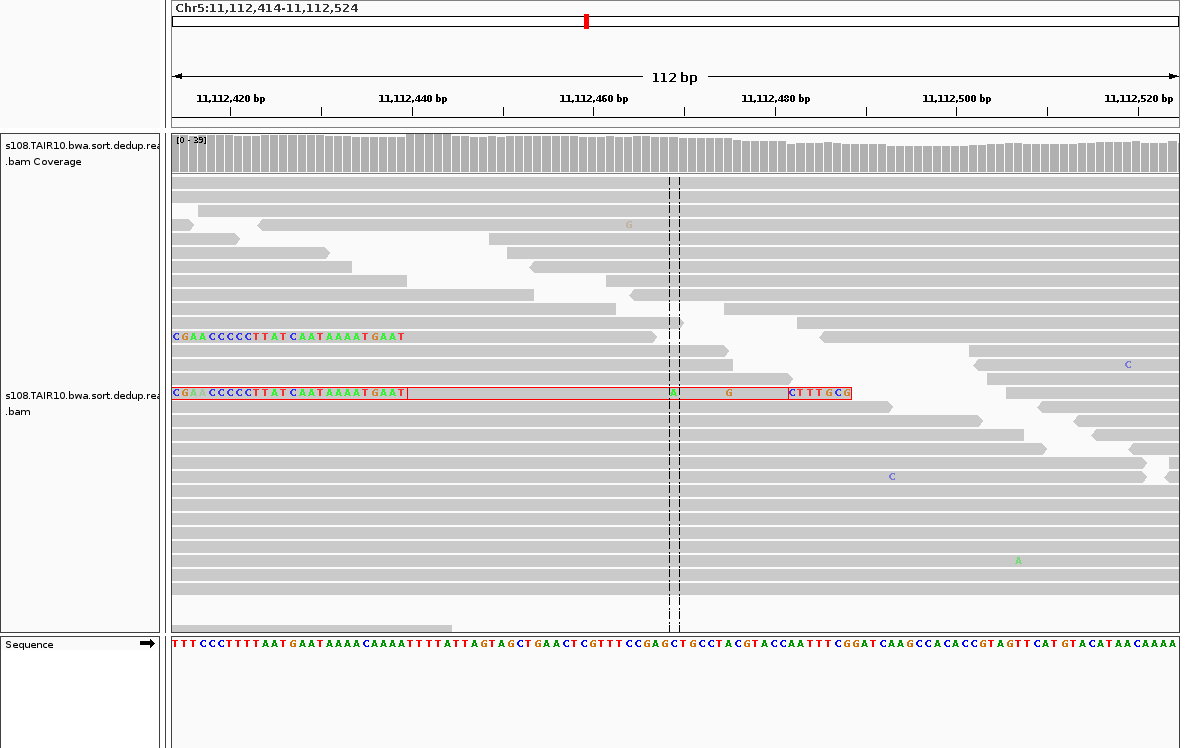 Chr5:11,112,414-11,112,524
112 bp
11,112,420 bp 11,112,440 bp 11,112,460 bp 11,112,480 bp 11,112,500 bp 11,112,520 bp
s108.TAIR10.bwa.sort.dedup.rea
.bam Coverage
[0 - 39]
G
CGAACCCCCTTATCAATAAAATGAAT
C
s108.TAIR10.bwa.sort.dedup.rea
.bam
CGAACCCCCTTATCAATAAAATGAAT A G CTTTGCG
C
A
Sequence
TTTCCCTTTTAATGAATAAAACAAAATTTTATTAGTAGCTGAACTCGTTTCCGAGCTGCCTACGTACCAATTTCGGATCAAGCCACACCGTAGTTCATGTACATAACAAAA